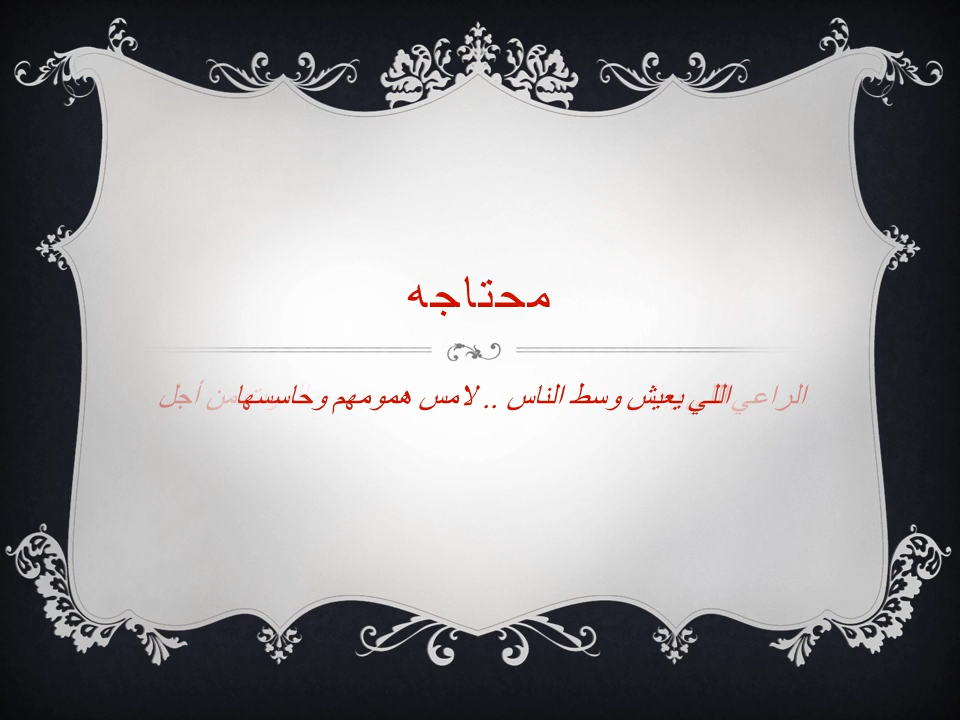 محتاجه
الراعي اللي يعيش وسط الناس .. لامس همومهم وحاسسها من أجل